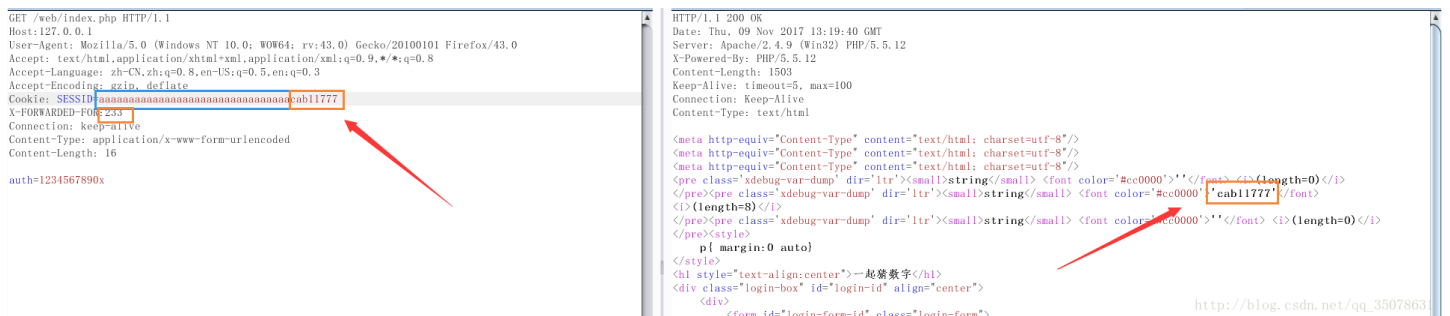 GET /web/index.php HTTP/1.1
Host:127.0.0.1
User-Agent: Mozilla/5.0 (Windows NT 10.0; WOW64; rv:43.0) Gecko/20100101 Firefox/43.0
Accept: text/html,application/xhtml+xml,application/xml;q=0.9,*/*;q=0.8
Accept-Language: zh-CN,zh;q=0.8,en-US;q=0.5,en;q=0.3
Accept-Encoding: gzip, deflate
Cookie: SESSID=aaaaaaaaaaaaaaaaaaaaaaaaaaaaaaaacab11777
X-FORWARDED-FOR:233
Connection: keep-alive
Content-Type: application/x-www-form-urlencoded
Content-Length: 16
auth=1234567890x
HTTP/1.1 200 OK
Date: Thu, 09 Nov 2017 13:19:40 GMT
Server: Apache/2.4.9 (Win32) PHP/5.5.12
X-Powered-By: PHP/5.5.12
Content-Length: 1503
Keep-Alive: timeout=5, max=100
Connection: Keep-Alive
Content-Type: text/html
<meta http-equiv="Content-Type" content="text/html; charset=utf-8"/>
<meta http-equiv="Content-Type" content="text/html; charset=utf-8"/>
<meta http-equiv="Content-Type" content="text/html; charset=utf-8"/>
<pre class='xdebug-var-dump' dir='ltr'><small>string</small> <font color='#cc0000'>''</font> <i>(length=0)</i>
</pre><pre class='xdebug-var-dump' dir='ltr'><small>string</small> <font color='#cc0000'>'cab11777'</font>
<i>(length=8)</i>
</pre><pre class='xdebug-var-dump' dir='ltr'><small>string</small> <font color='#cc0000'>''</font> <i>(length=0)</i>
</pre><style>
p{ margin:0 auto}
</style>
<h1 style="text-align:center">一起猜数字</h1>
<div class="login-box" id="login-id" align="center">
<div>
<form id="login-form-id" class="login-form">
http://blog.csdn.net/qq_35078631